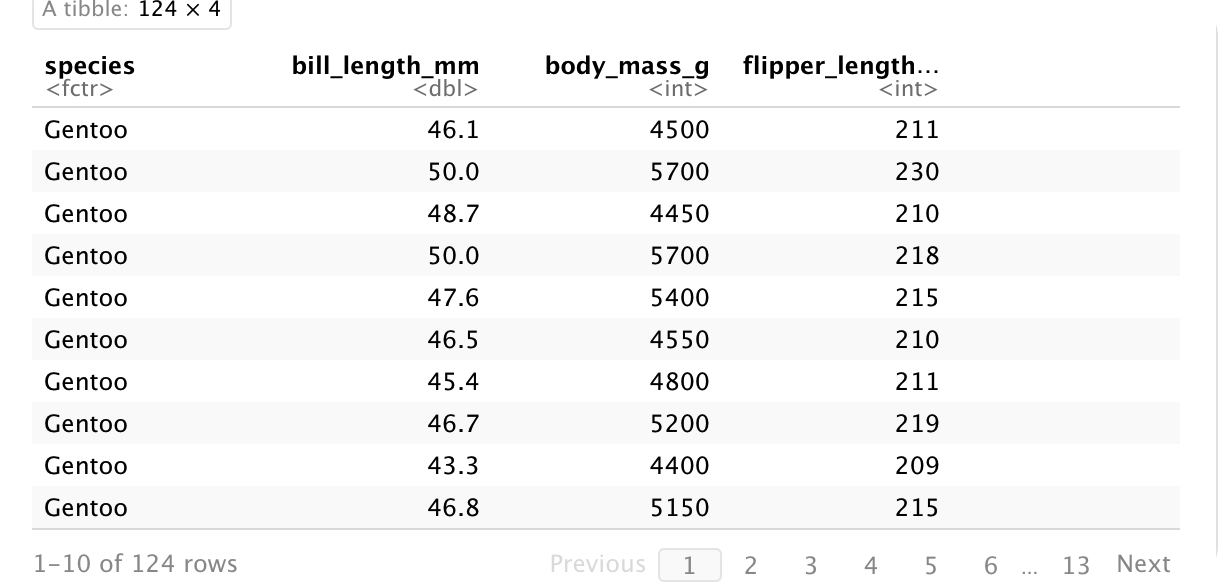 A tibble: 124 × 4
species bill_length_mm body_mass_g flipper_length...
<fctr> <dbl> <int> <int>
Gentoo 46.1 4500 211
Gentoo 50.0 5700 230
Gentoo 48.7 4450 210
Gentoo 50.0 5700 218
Gentoo 47.6 5400 215
Gentoo 46.5 4550 210
Gentoo 45.4 4800 211
Gentoo 46.7 5200 219
Gentoo 43.3 4400 209
Gentoo 46.8 5150 215
1–10 of 124 rows Previous 1 2 3 4 5 6 ... 13 Next